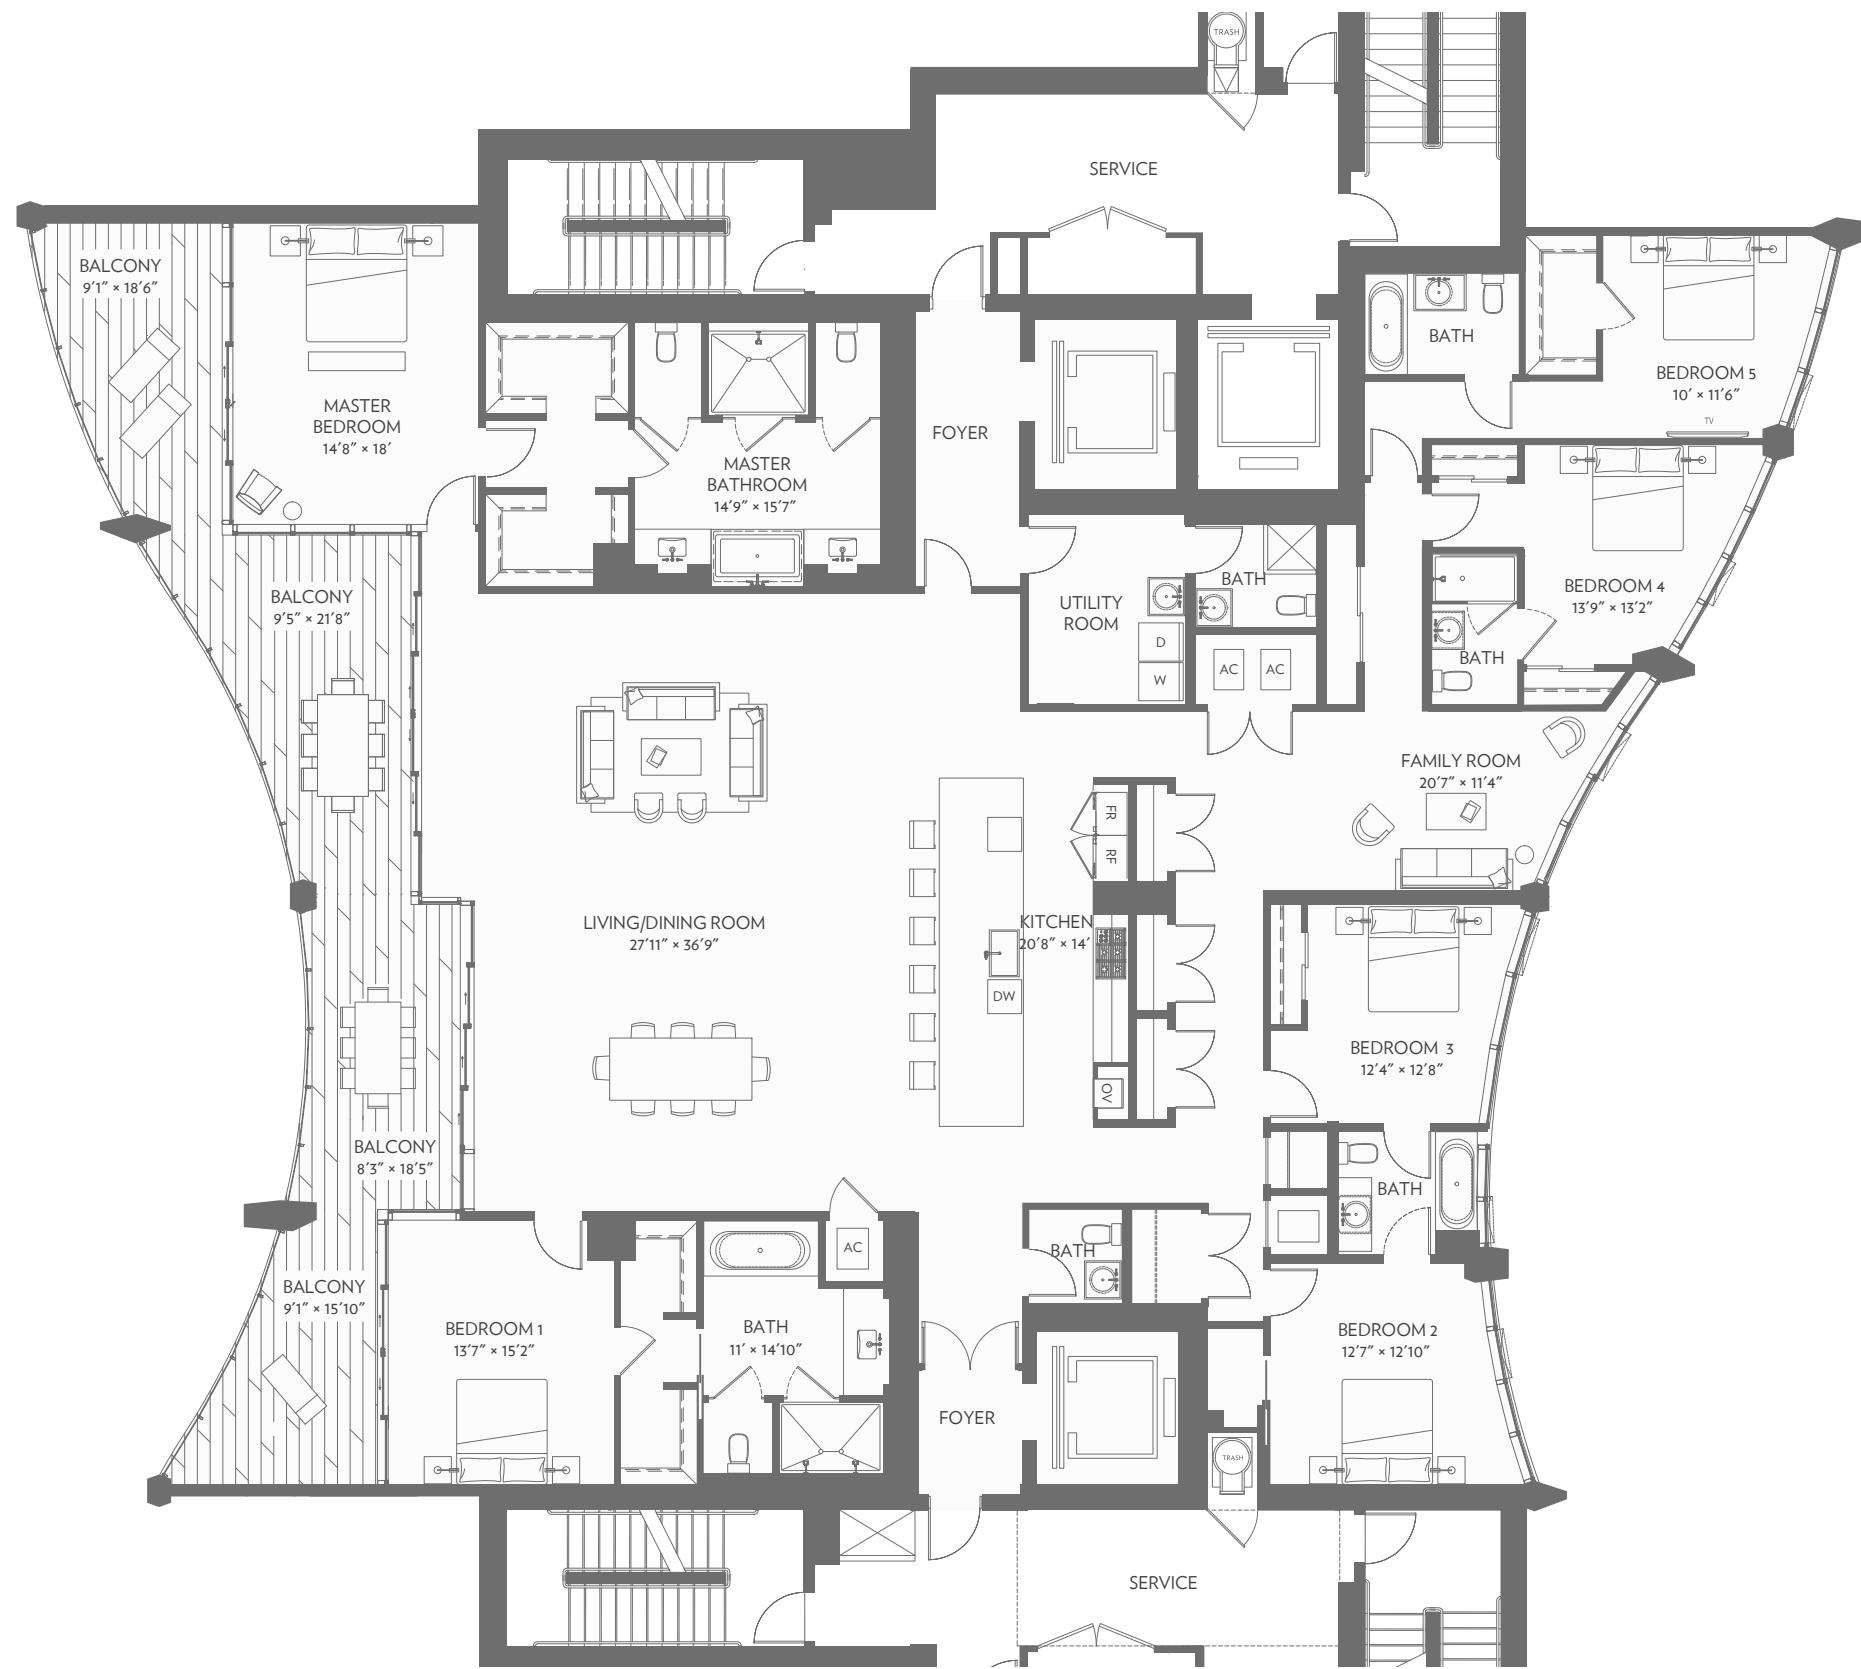 TRASH
SERVICE
BALCONY
9'1" × 18'6"
MASTER
BEDROOM
14'8" × 18'
MASTER
BATHROOM
14'9" × 15'7"
FOYER
BATH
BEDROOM 5
10' × 11'6"
TV
BALCONY
9'5" × 21'8"
UTILITY
ROOM
D
W
BATH
AC
AC
BEDROOM 4
13'9" × 13'2"
BATH
FAMILY ROOM
20'7" × 11'4"
FR
RF
LIVING/DINING ROOM
27'11" × 36'9"
KITCHEN
20'8" × 14'
DW
OV
BEDROOM 3
12'4" × 12'8"
BALCONY
8'3" × 18'5"
BATH
AC
BATH
BALCONY
9'1" × 15'10"
BEDROOM 1
13'7" × 15'2"
BATH
11' × 14'10"
BEDROOM 2
12'7" × 12'10"
FOYER
TRASH
SERVICE